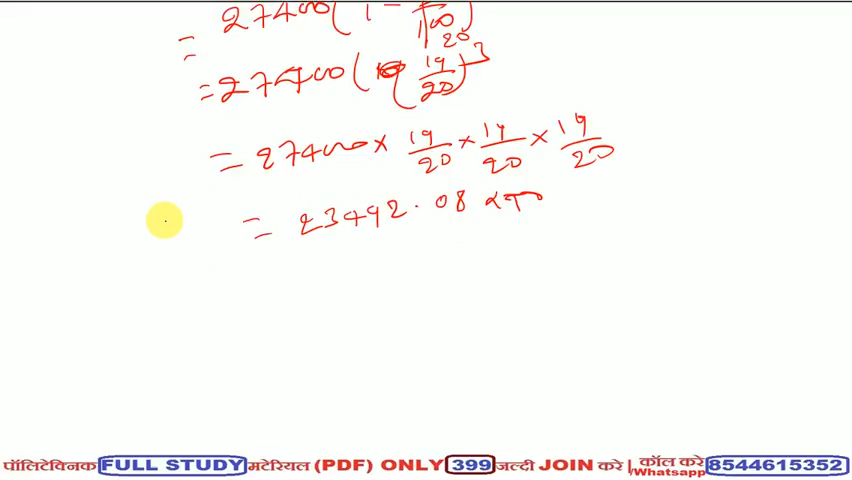 = 27400(1 - 5/100)
= 27400(19/20)³
= 27400 × 19/20 × 19/20 × 19/20
= 23492.08
पॉलिटेक्निक FULL STUDY मटेरियल (PDF) ONLY 399 जल्दी JOIN करे | कॉल करे /Whatsapp 8544615352